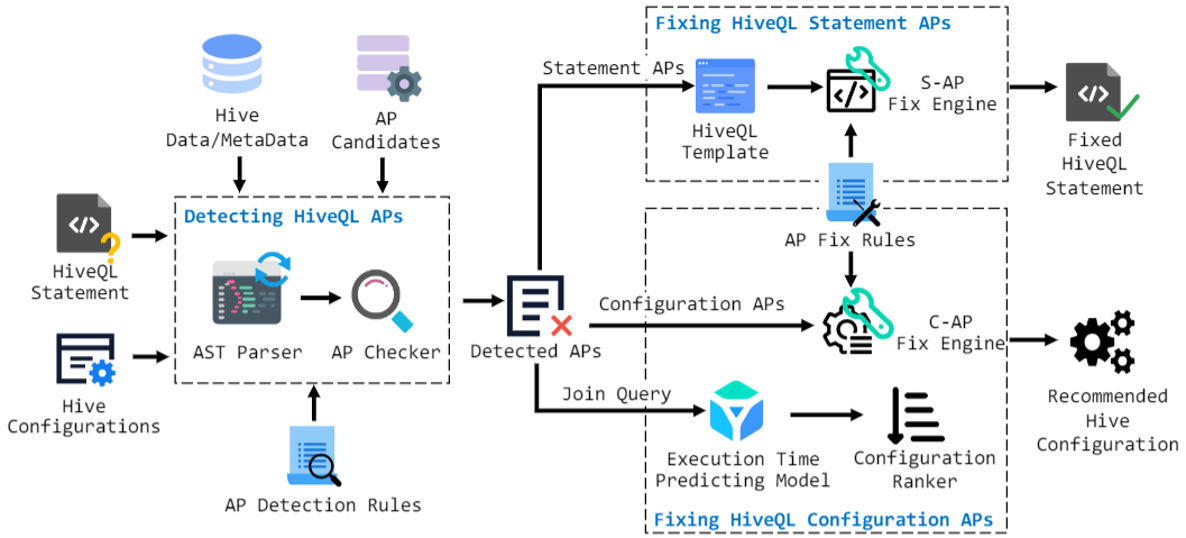 Fixing HiveQL Statement APs
Statement APs
HiveQL
Template
S-AP
Fix Engine
Fixed
HiveQL
Statement
Hive
Data/MetaData
AP
Candidates
Detecting HiveQL APs
HiveQL
Statement
AST Parser
AP Checker
Hive
Configurations
AP Detection Rules
Detected APs
AP Fix Rules
Configuration APs
C-AP
Fix Engine
Join Query
Execution Time
Predicting Model
Configuration
Ranker
Recommended
Hive
Configuration
Fixing HiveQL Configuration APs